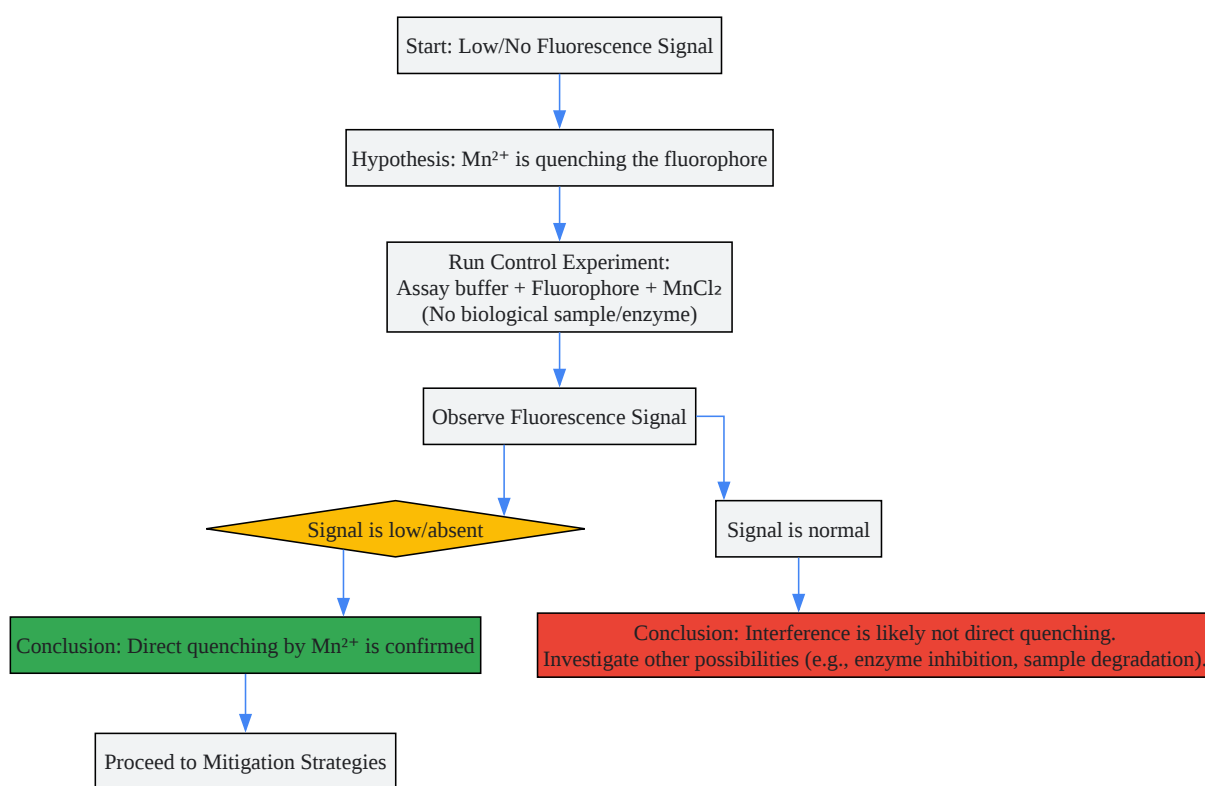 Start: Low/No Fluorescence Signal
Hypothesis: Mn²⁺ is quenching the fluorophore
Run Control Experiment:
Assay buffer + Fluorophore + MnCl₂
(No biological sample/enzyme)
Observe Fluorescence Signal
Signal is low/absent
Signal is normal
Conclusion: Direct quenching by Mn²⁺ is confirmed
Conclusion: Interference is likely not direct quenching.
Investigate other possibilities (e.g., enzyme inhibition, sample degradation).
Proceed to Mitigation Strategies